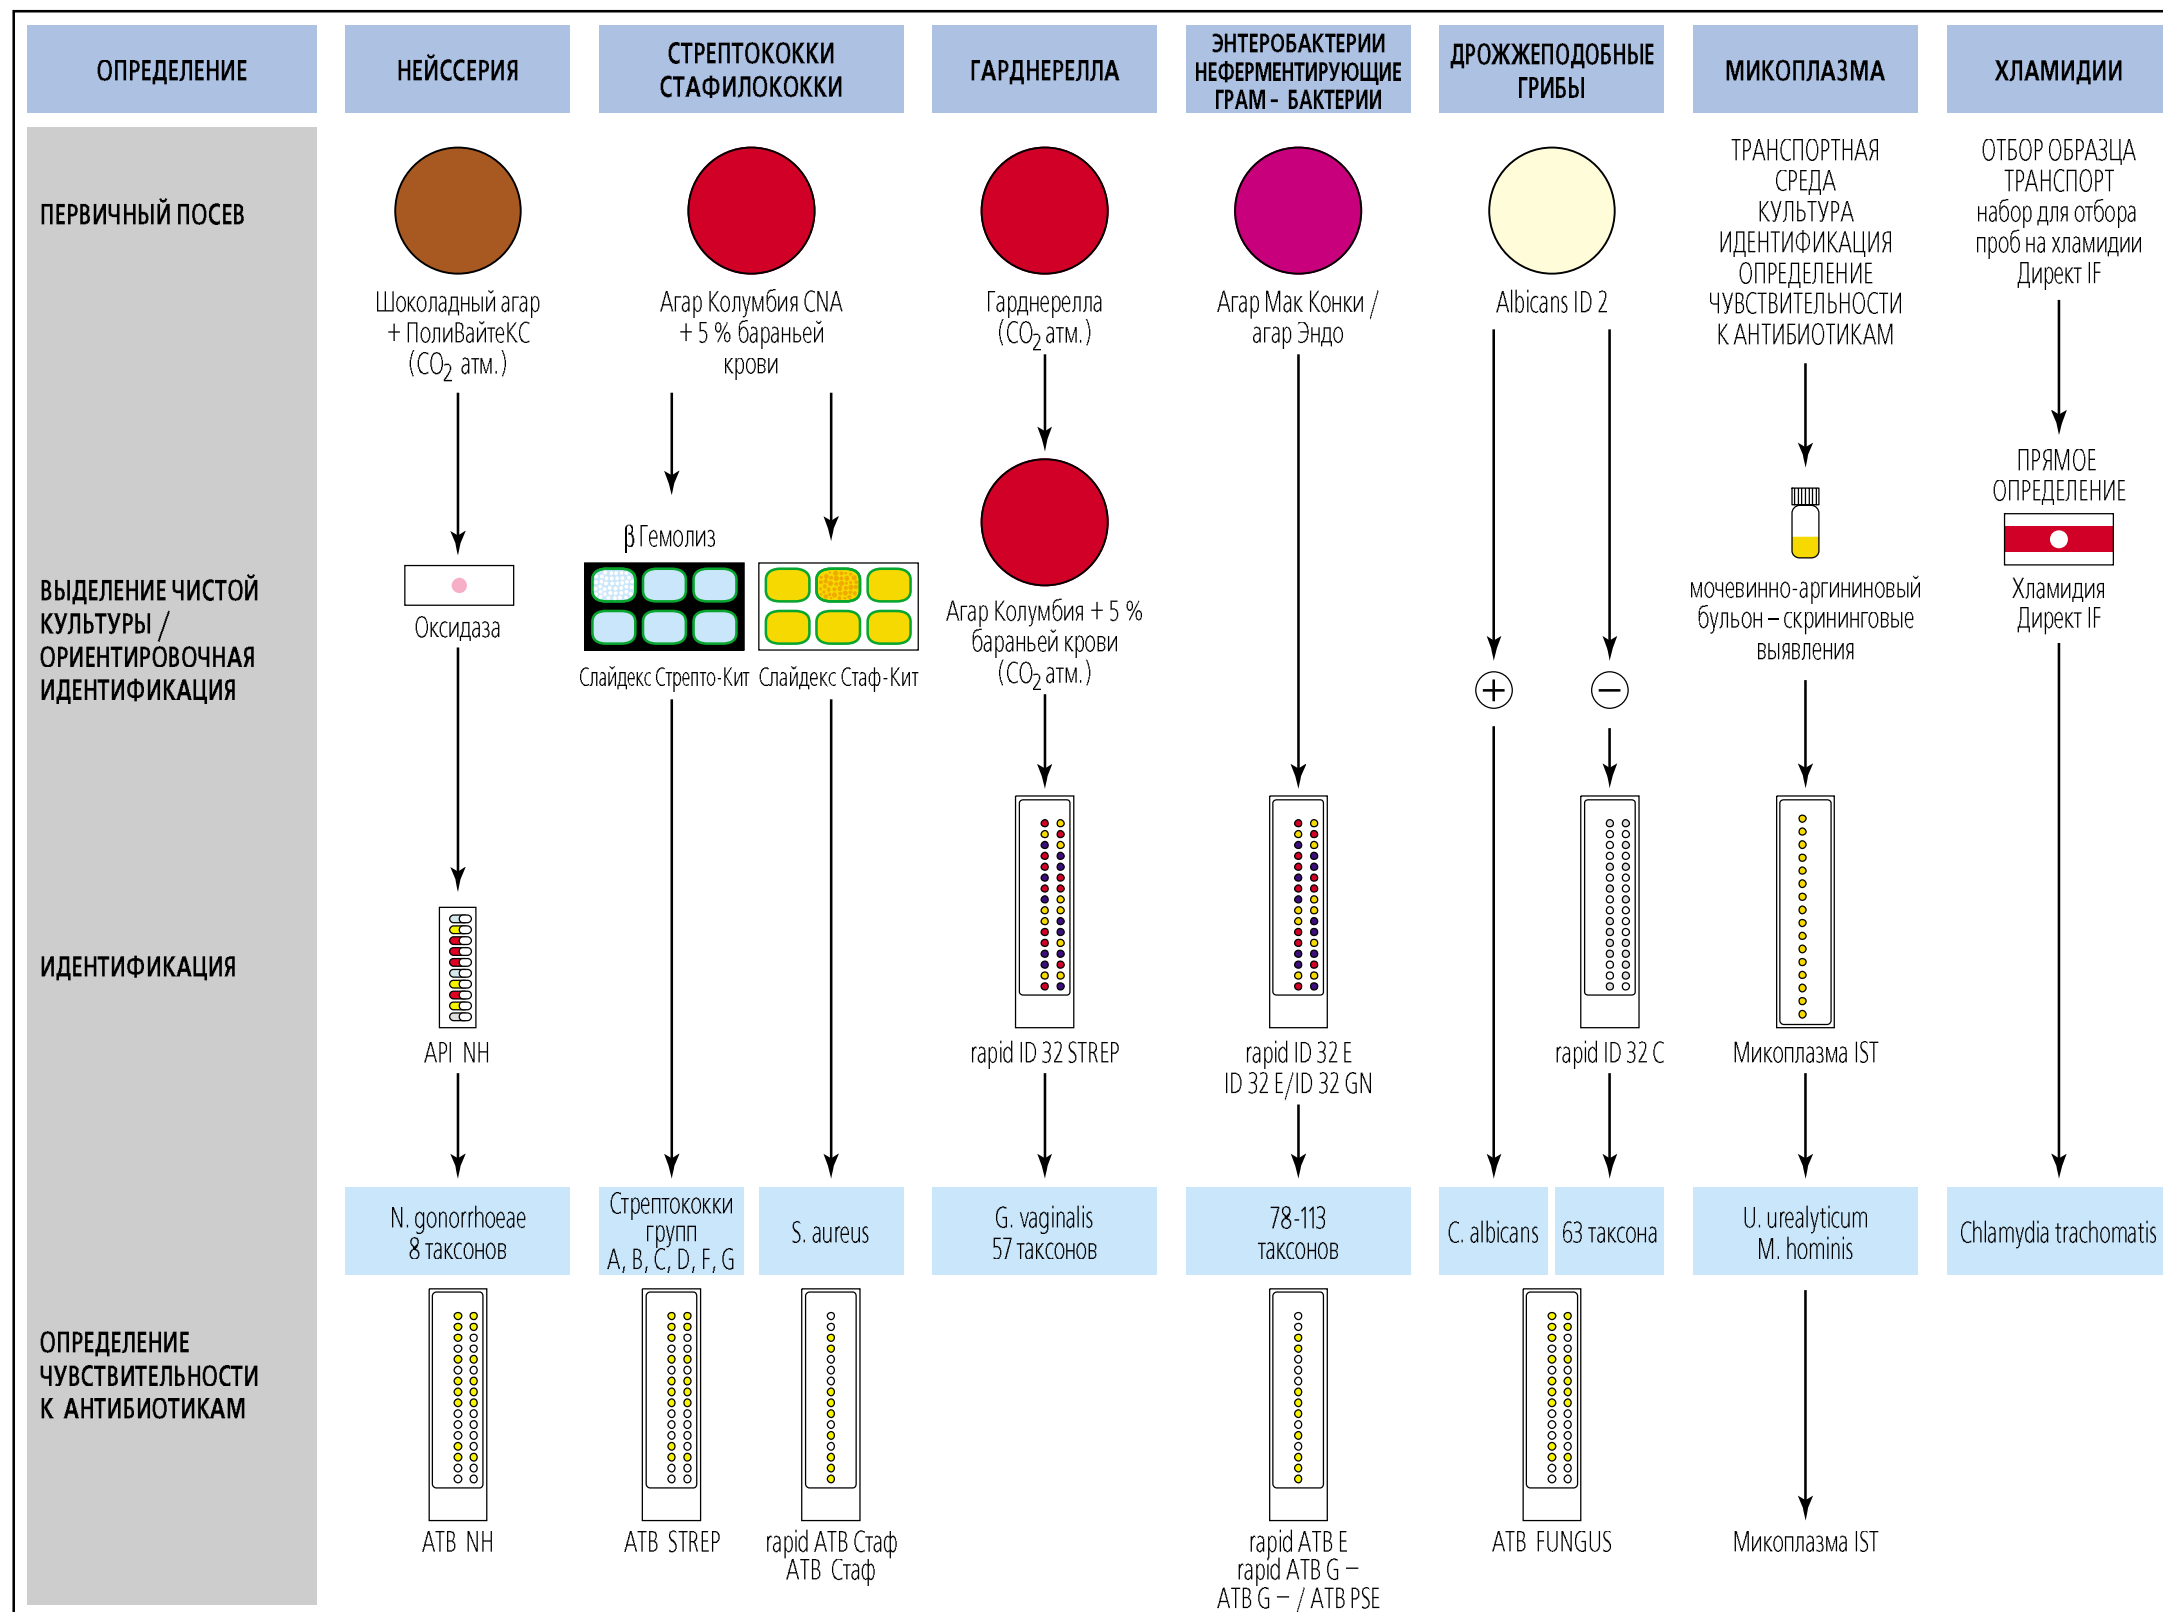 ОПРЕДЕЛЕНИЕ
НЕЙССЕРИЯ
СТРЕПТОКОККИ
СТАФИЛОКОККИ
ГАРДНЕРЕЛЛА
ЭНТЕРОБАКТЕРИИ
НЕФЕРМЕНТИРУЮЩИЕ
ГРАМ - БАКТЕРИИ
ДРОЖЖЕПОДОБНЫЕ
ГРИБЫ
МИКОПЛАЗМА
ХЛАМИДИИ
ПЕРВИЧНЫЙ ПОСЕВ
Шоколадный агар
+ ПолиВайтеКС
(CO2 атм.)
Агар Колумбия CNA
+ 5 % бараньей
крови
Гарднерелла
(CO2 атм.)
Агар Мак Конки /
агар Эндо
Albicans ID 2
ТРАНСПОРТНАЯ
СРЕДА
КУЛЬТУРА
ИДЕНТИФИКАЦИЯ
ОПРЕДЕЛЕНИЕ
ЧУВСТВИТЕЛЬНОСТИ
К АНТИБИОТИКАМ
ОТБОР ОБРАЗЦА
ТРАНСПОРТ
набор для отбора
проб на хламидии
Директ IF
ВЫДЕЛЕНИЕ ЧИСТОЙ
КУЛЬТУРЫ /
ОРИЕНТИРОВОЧНАЯ
ИДЕНТИФИКАЦИЯ
Оксидаза
β Гемолиз
Слайдекс Стрепто-Кит
Слайдекс Стаф-Кит
Агар Колумбия + 5 %
бараньей крови
(CO2 атм.)
+
−
мочевинно-аргининовый
бульон – скрининговые
выявления
ПРЯМОЕ
ОПРЕДЕЛЕНИЕ
Хламидия
Директ IF
ИДЕНТИФИКАЦИЯ
API NH
rapid ID 32 STREP
rapid ID 32 E
ID 32 E/ID 32 GN
rapid ID 32 C
Микоплазма IST
N. gonorrhoeae
8 таксонов
Стрептококки
групп
A, B, C, D, F, G
S. aureus
G. vaginalis
57 таксонов
78-113
таксонов
C. albicans
63 таксона
U. urealyticum
M. hominis
Chlamydia trachomatis
ОПРЕДЕЛЕНИЕ
ЧУВСТВИТЕЛЬНОСТИ
К АНТИБИОТИКАМ
ATB NH
ATB STREP
rapid ATB Стаф
ATB Стаф
rapid ATB E
rapid ATB G −
ATB G − / ATB PSE
ATB FUNGUS
Микоплазма IST